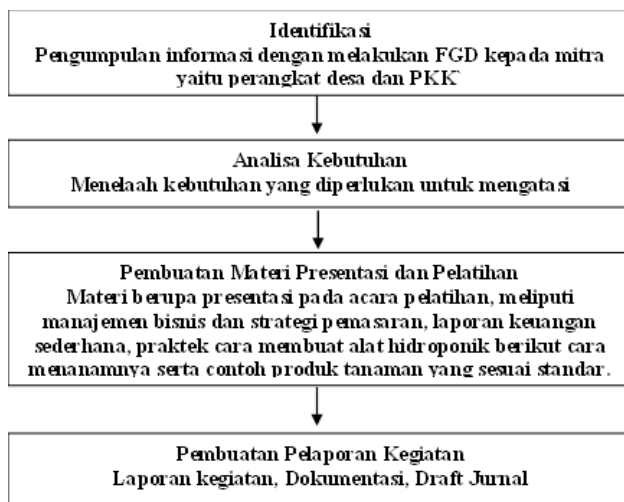 Identifikasi
Pengumpulan informasi dengan melakukan FGD kepada mitra
yaitu perangkat desa dan PKK
Analisa Kebutuhan
Menelaah kebutuhan yang diperlukan untuk mengatasi
Pembuatan Materi Presentasi dan Pelatihan
Materi berupa presentasi pada acara pelatihan, meliputi
manajemen bisnis dan strategi pemasaran, laporan keuangan
sederhana, praktek cara membuat alat hidroponik berikut cara
menanamnya serta contoh produk tanaman yang sesuai standar.
Pembuatan Pelaporan Kegiatan
Laporan kegiatan, Dokumentasi, Draft Jurnal